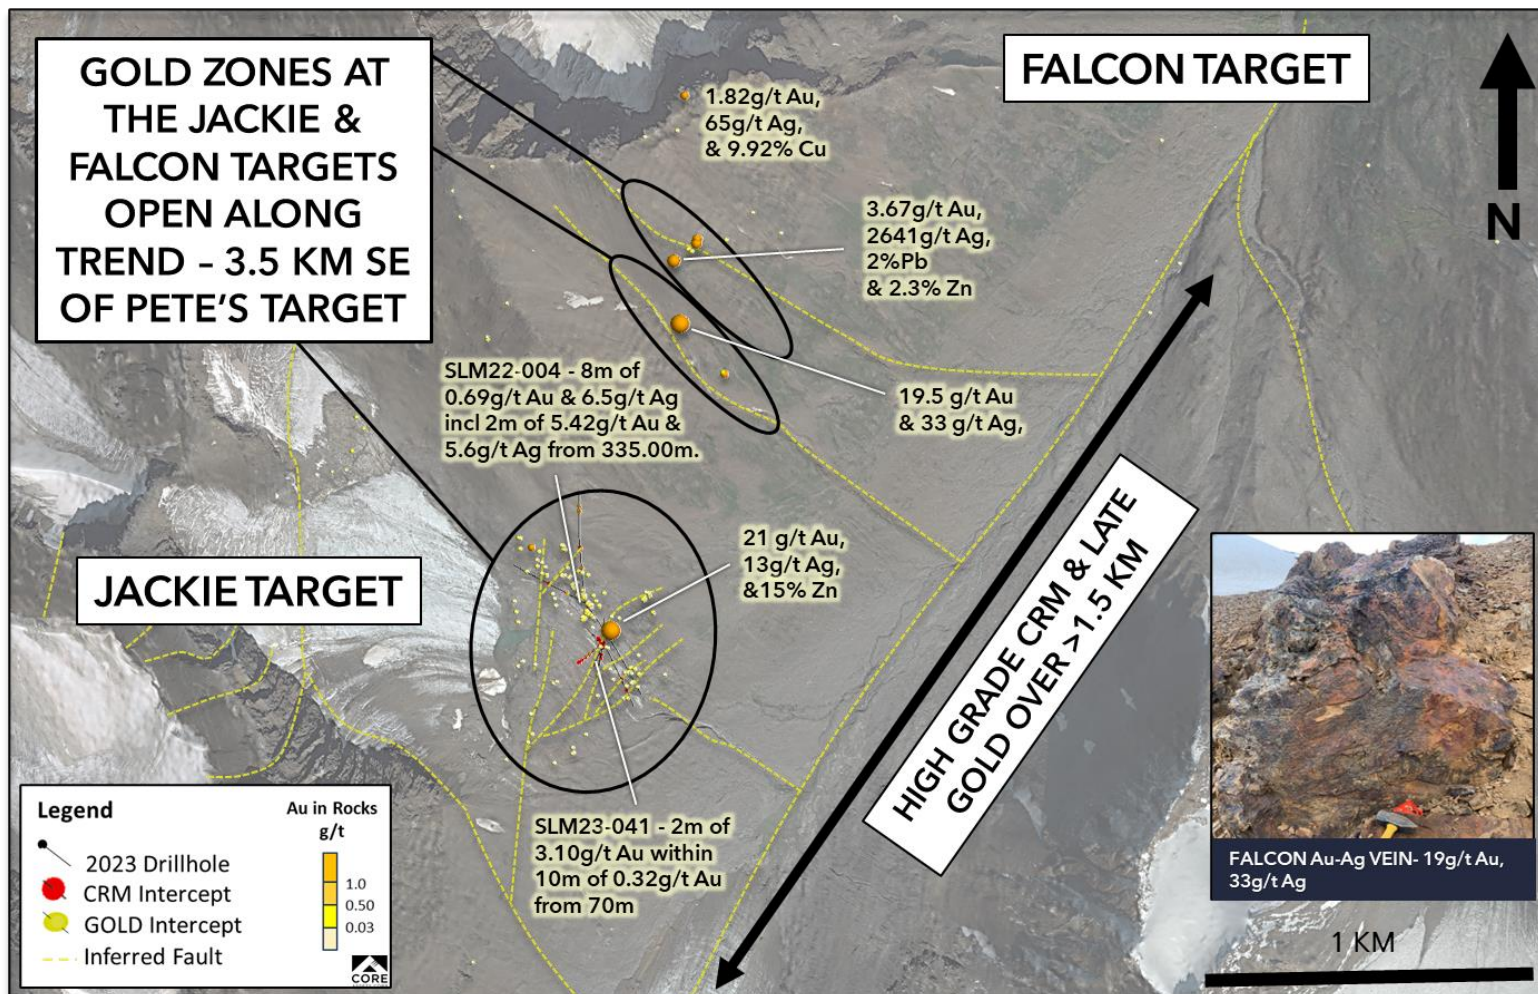 GOLD ZONES AT
THE JACKIE &
FALCON TARGETS
OPEN ALONG
TREND - 3.5 KM SE
OF PETE'S TARGET
FALCON TARGET
N
1.82g/t Au,
65g/t Ag,
& 9.92% Cu
3.67g/t Au,
2641g/t Ag,
2%Pb
& 2.3% Zn
19.5 g/t Au
& 33 g/t Ag,
SLM22-004 - 8m of
0.69g/t Au & 6.5g/t Ag
incl 2m of 5.42g/t Au &
5.6g/t Ag from 335.00m.
21 g/t Au,
13g/t Ag,
&15% Zn
JACKIE TARGET
HIGH GRADE CRM & LATE
GOLD OVER >1.5 KM
SLM23-041 - 2m of
3.10g/t Au within
10m of 0.32g/t Au
from 70m
Legend
2023 Drillhole
CRM Intercept
GOLD Intercept
Inferred Fault
Au in Rocks
g/t
1.0
0.50
0.03
CORE
FALCON Au-Ag VEIN- 19g/t Au,
33g/t Ag
1 KM